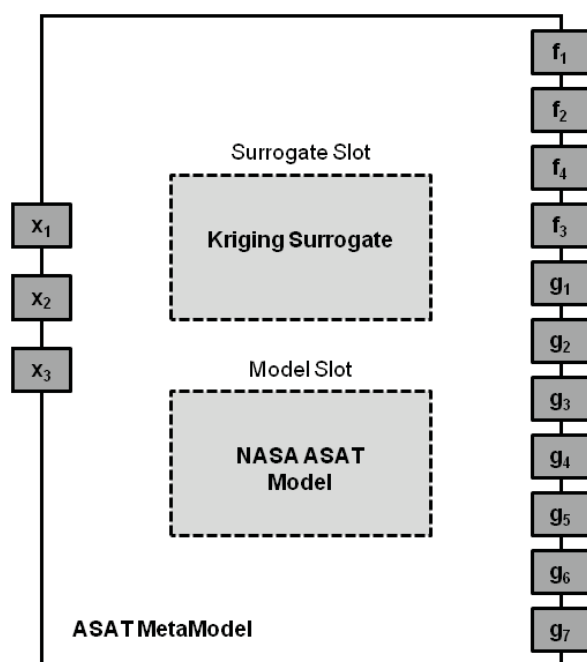 f₁
f₂
Surrogate Slot
f₄
x₁
Kriging Surrogate
f₃
g₁
x₂
g₂
x₃
Model Slot
g₃
NASA ASAT
Model
g₄
g₅
g₆
ASAT MetaModel
g₇